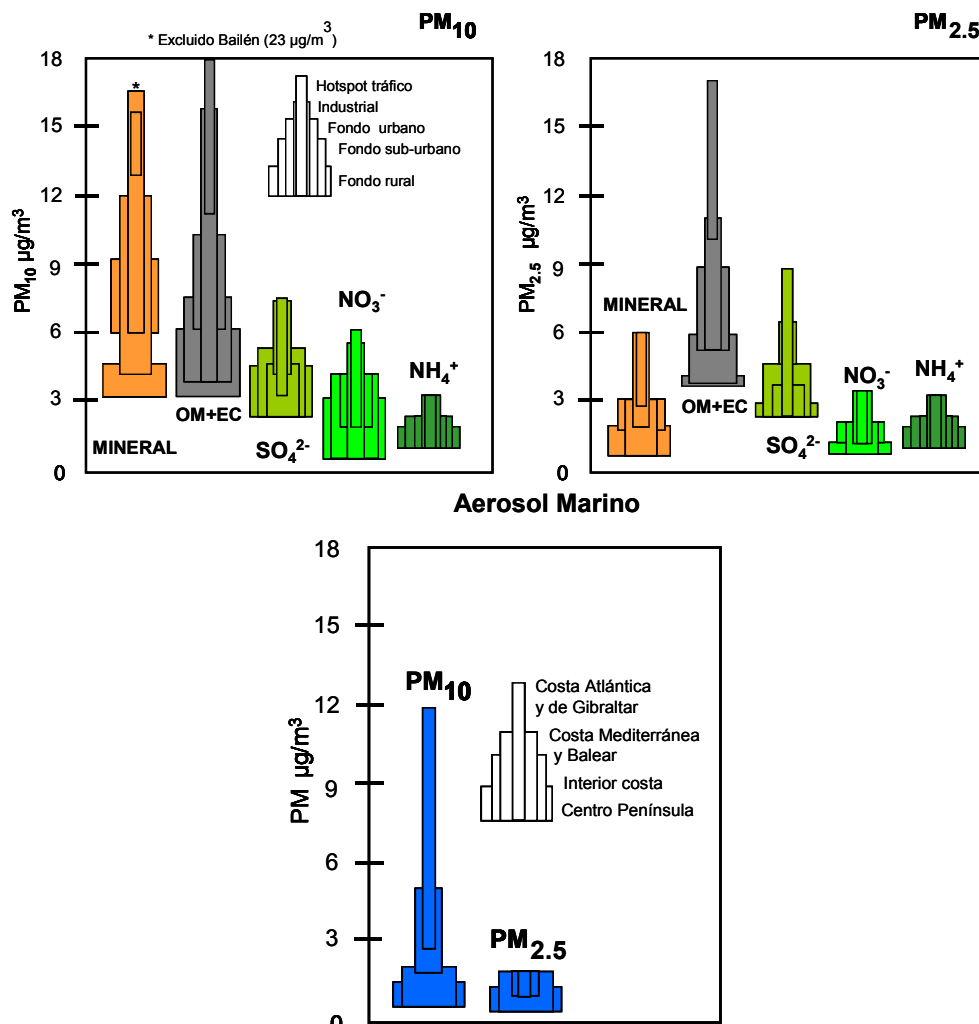 * Excluido Bailén (23 µg/m3)
PM10
PM10 µg/m3
18
15
12
9
6
3
0
*
Hotspot tráfico
Industrial
Fondo urbano
Fondo sub-urbano
Fondo rural
MINERAL
OM+EC
SO42-
NO3-
NH4+
PM2.5
PM2.5 µg/m3
18
15
12
9
6
3
0
MINERAL
OM+EC
SO42-
NO3-
NH4+
Aerosol Marino
PM µg/m3
18
15
12
9
6
3
0
PM10
PM2.5
Costa Atlántica
y de Gibraltar
Costa Mediterránea
y Balear
Interior costa
Centro Península